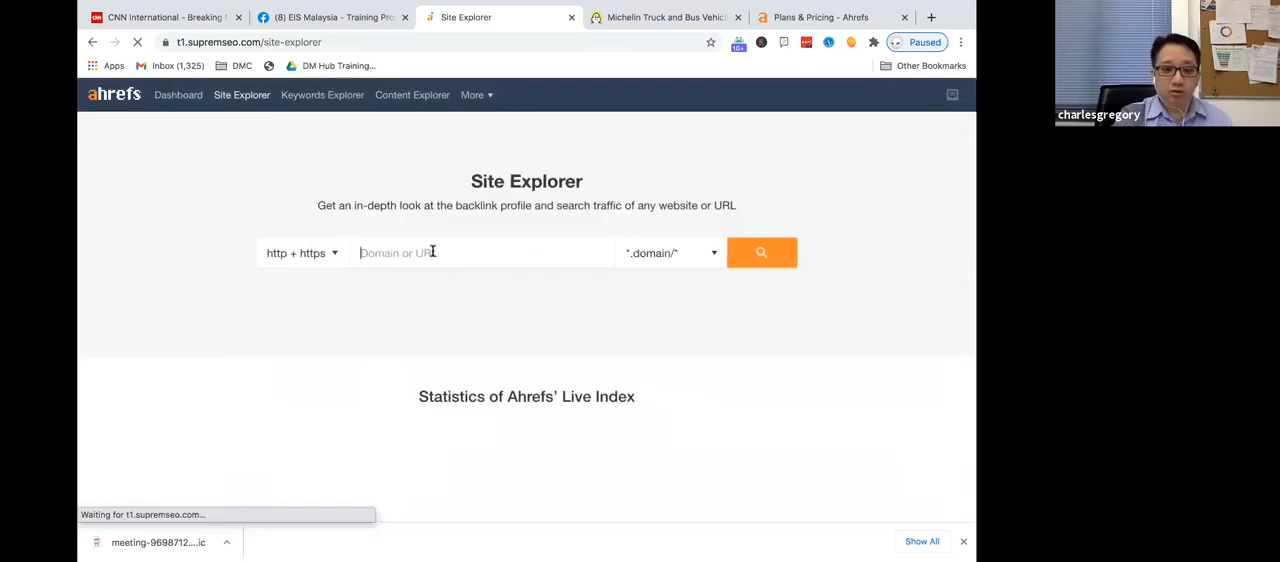 CNN International - Breaking
(8) EIS Malaysia - Training Pro
Site Explorer
Michelin Truck and Bus Vehicl
Plans & Pricing - Ahrefs
t1.supremseo.com/site-explorer
10+
Paused
Apps
Inbox (1,325)
DMC
DM Hub Training...
Other Bookmarks
ahrefs
Dashboard
Site Explorer
Keywords Explorer
Content Explorer
More
charlesgregory
Site Explorer
Get an in-depth look at the backlink profile and search traffic of any website or URL
http + https
Domain or URL
*.domain/*
Statistics of Ahrefs' Live Index
Waiting for t1.supremseo.com...
meeting-9698712....ic
Show All